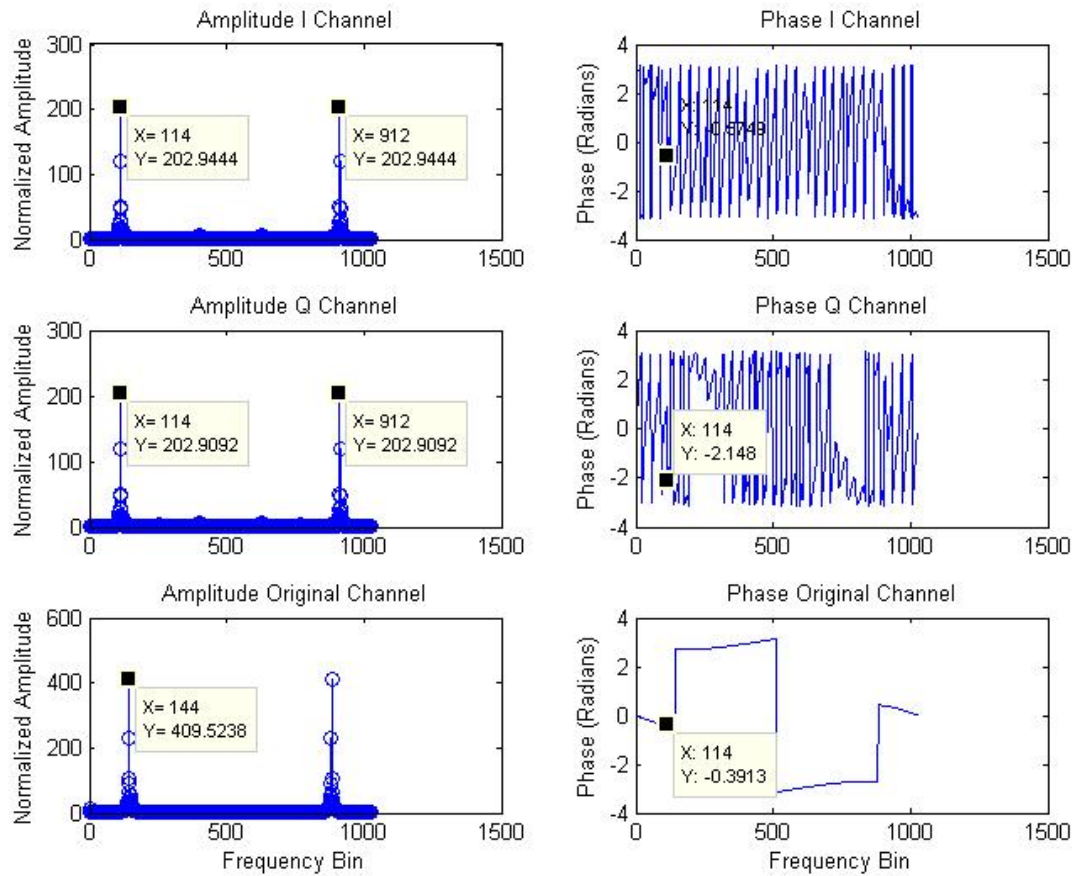 Amplitude I Channel
Normalized Amplitude
300
200
100
0
0
500
1000
1500
X= 114
Y= 202.9444
X= 912
Y= 202.9444
Phase I Channel
Phase (Radians)
4
2
0
-2
-4
0
500
1000
1500
X: 114
Y: -0.5749
Amplitude Q Channel
Normalized Amplitude
300
200
100
0
0
500
1000
1500
X= 114
Y= 202.9092
X= 912
Y= 202.9092
Phase Q Channel
Phase (Radians)
4
2
0
-2
-4
0
500
1000
1500
X: 114
Y: -2.148
Amplitude Original Channel
Normalized Amplitude
600
400
200
0
0
500
1000
1500
X= 144
Y= 409.5238
Frequency Bin
Phase Original Channel
Phase (Radians)
4
2
0
-2
-4
0
500
1000
1500
X: 114
Y: -0.3913
Frequency Bin